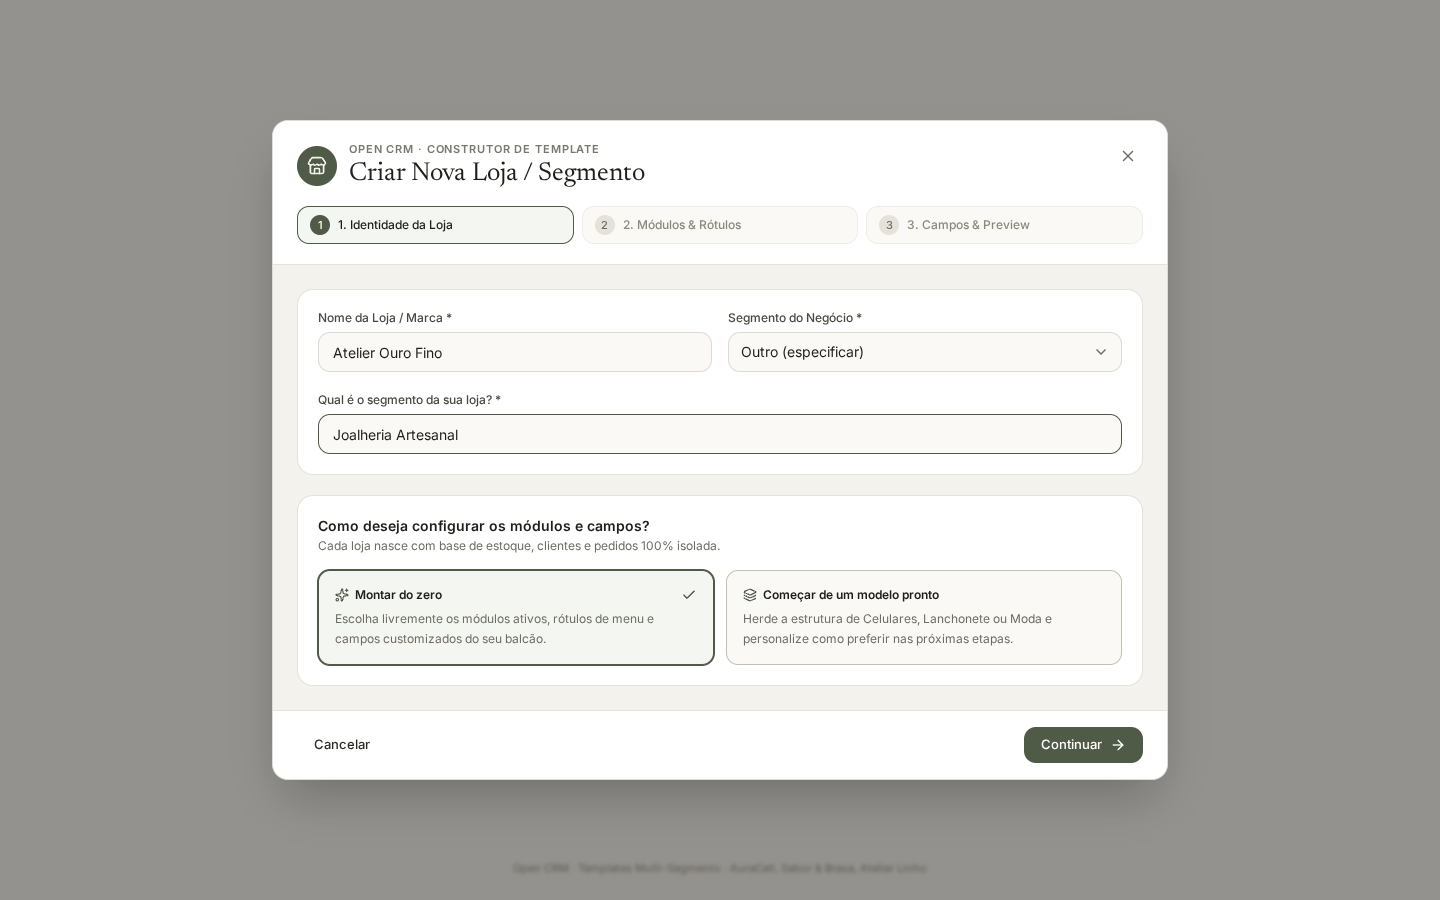 OPEN CRM · CONSTRUTOR DE TEMPLATE
Criar Nova Loja / Segmento
1 1. Identidade da Loja
2 2. Módulos & Rótulos
3 3. Campos & Preview
Nome da Loja / Marca *
Segmento do Negócio *
Atelier Ouro Fino
Outro (especificar)
Qual é o segmento da sua loja? *
Joalheria Artesanal
Como deseja configurar os módulos e campos?
Cada loja nasce com base de estoque, clientes e pedidos 100% isolada.
Montar do zero
Escolha livremente os módulos ativos, rótulos de menu e
campos customizados do seu balcão.
Começar de um modelo pronto
Herde a estrutura de Celulares, Lanchonete ou Moda e
personalize como preferir nas próximas etapas.
Cancelar
Continuar
Open CRM · Templates Multi-Segmento · AuraCell, Sabor & Brasa, Atelier Linho